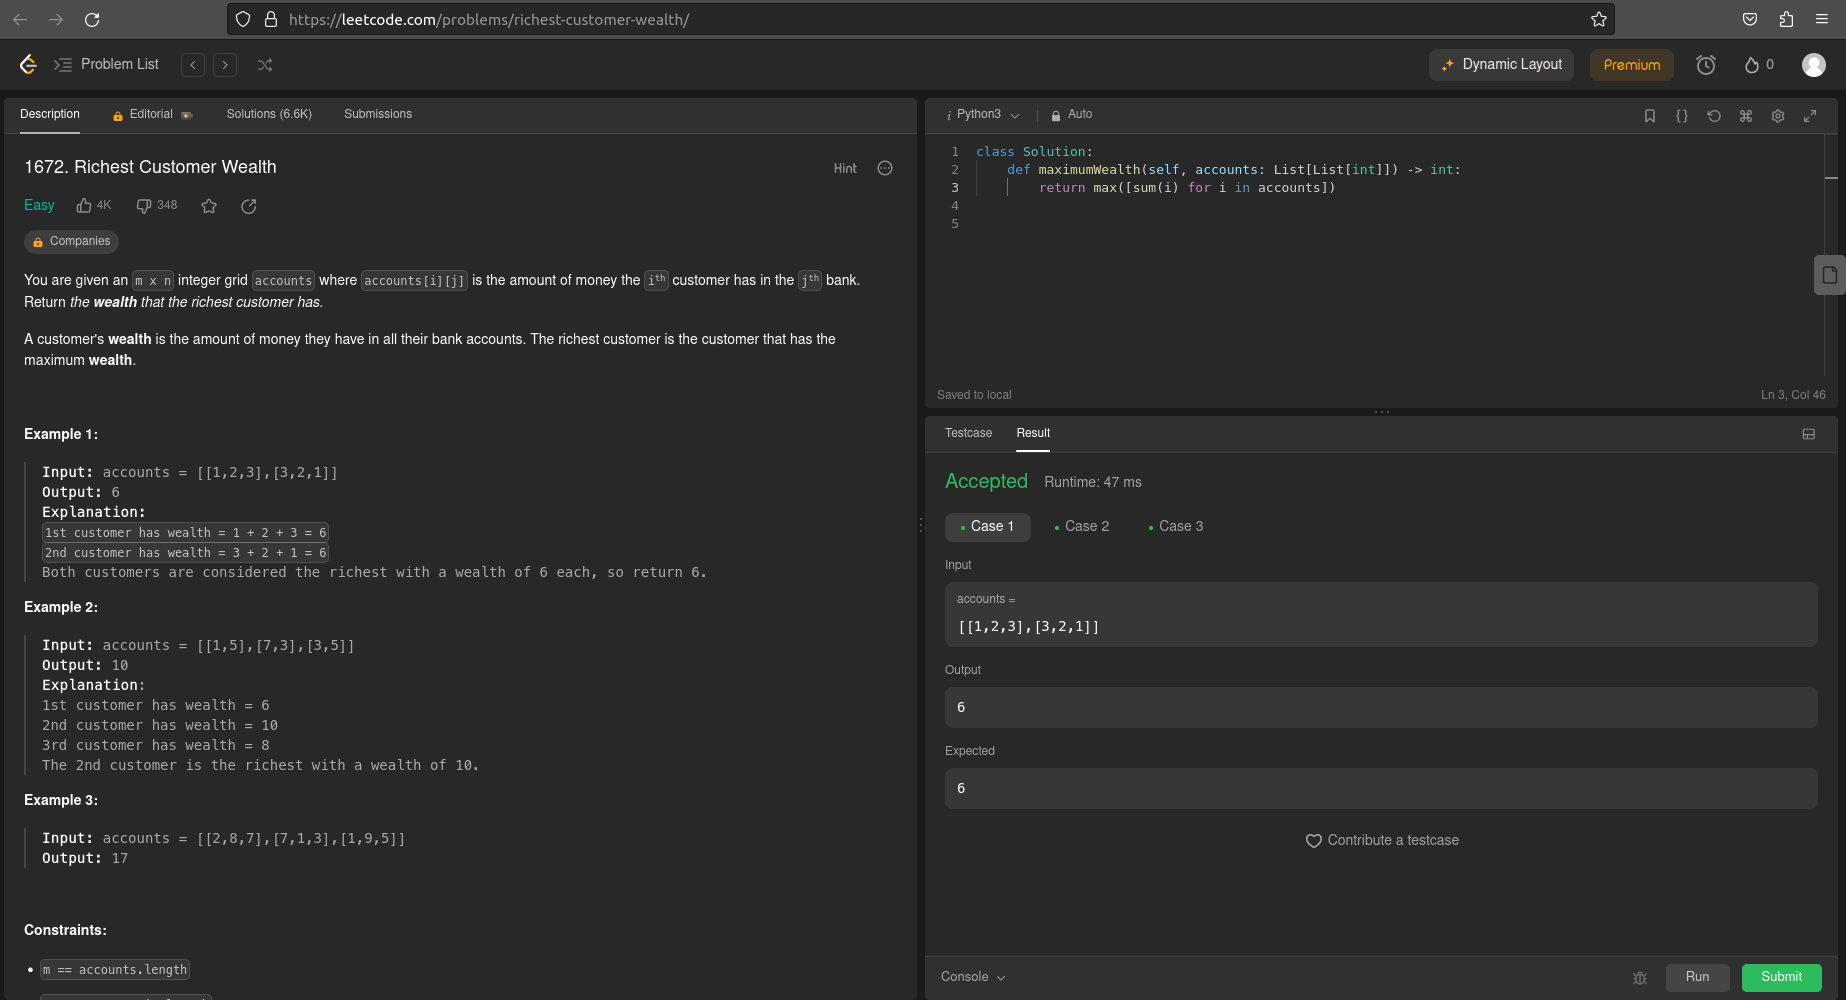 https://leetcode.com/problems/richest-customer-wealth/
Problem List
Dynamic Layout
Premium
0
Description
Editorial
Solutions (6.6K)
Submissions
1672. Richest Customer Wealth
Hint
Easy
4K
348
Companies
You are given an m x n integer grid accounts where accounts[i][j] is the amount of money the ith customer has in the jth bank.
Return the wealth that the richest customer has.
A customer's wealth is the amount of money they have in all their bank accounts. The richest customer is the customer that has the
maximum wealth.
Example 1:
Input: accounts = [[1,2,3],[3,2,1]]
Output: 6
Explanation:
1st customer has wealth = 1 + 2 + 3 = 6
2nd customer has wealth = 3 + 2 + 1 = 6
Both customers are considered the richest with a wealth of 6 each, so return 6.
Example 2:
Input: accounts = [[1,5],[7,3],[3,5]]
Output: 10
Explanation:
1st customer has wealth = 6
2nd customer has wealth = 10
3rd customer has wealth = 8
The 2nd customer is the richest with a wealth of 10.
Example 3:
Input: accounts = [[2,8,7],[7,1,3],[1,9,5]]
Output: 17
Constraints:
• m == accounts.length
i Python3
Auto
1 class Solution:
2     def maximumWealth(self, accounts: List[List[int]]) -> int:
3         return max([sum(i) for i in accounts])
4
5
Saved to local
Ln 3, Col 46
Testcase
Result
Accepted
Runtime: 47 ms
Case 1
Case 2
Case 3
Input
accounts =
[[1,2,3],[3,2,1]]
Output
6
Expected
6
Contribute a testcase
Console
Run
Submit